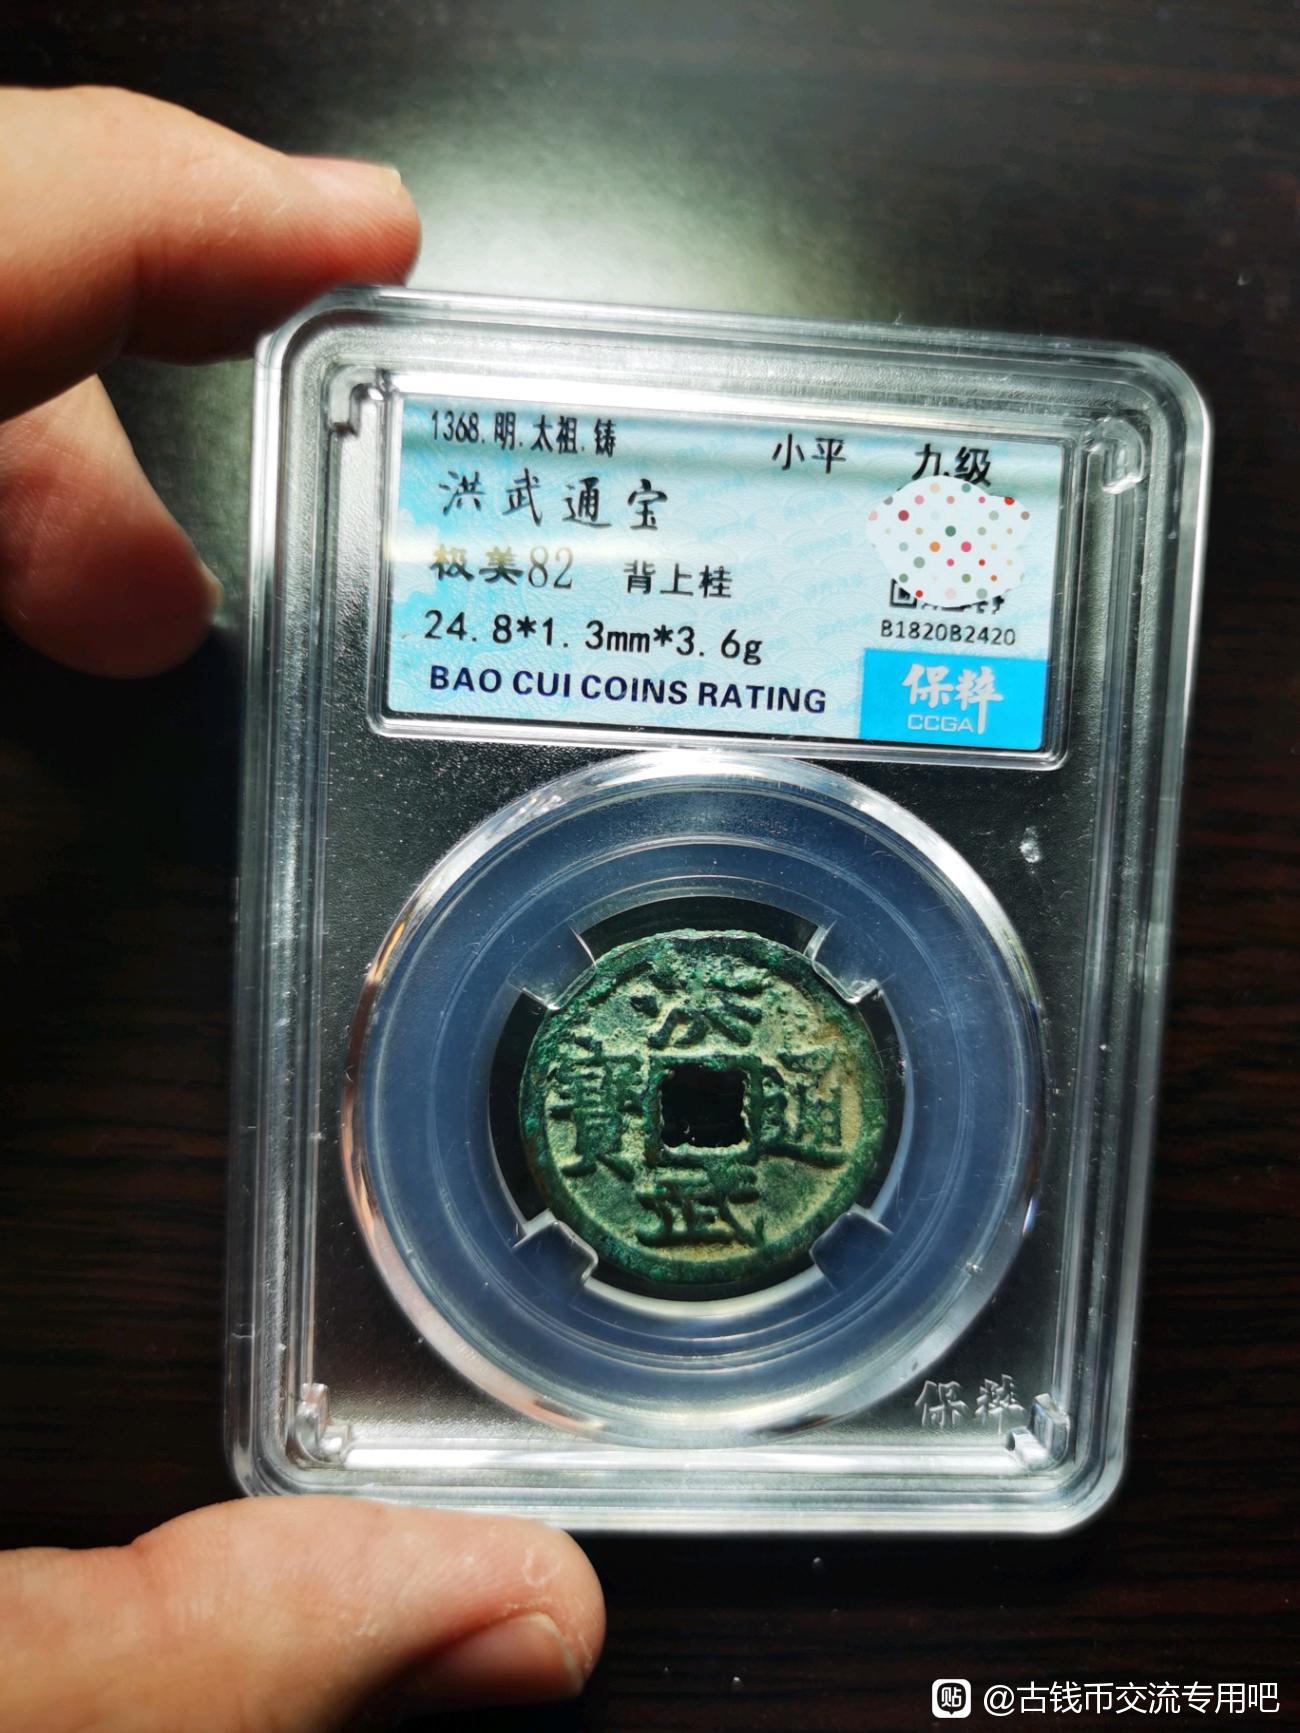 1368.明.太祖.铸 小平 九级
洪武通宝
极美82 背上桂
24.8*1.3mm*3.6g
B1820B2420
BAO CUI COINS RATING
保粹
CCGA
洪
寶 通
武
保粹
贴 @古钱币交流专用吧